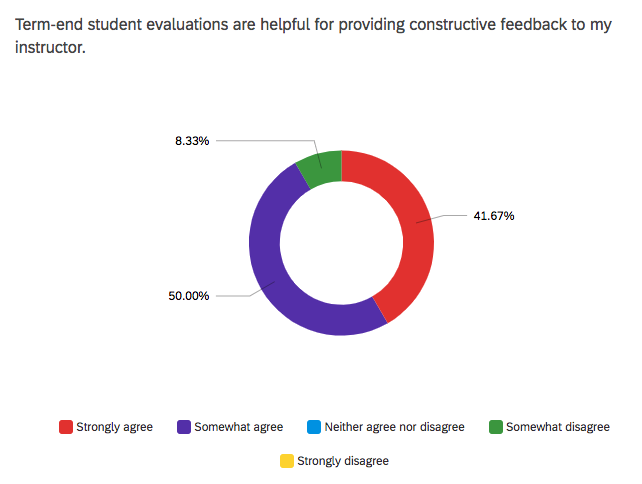 Term-end student evaluations are helpful for providing constructive feedback to my
instructor.
8.33%
41.67%
50.00%
Strongly agree
Somewhat agree
Neither agree nor disagree
Somewhat disagree
Strongly disagree